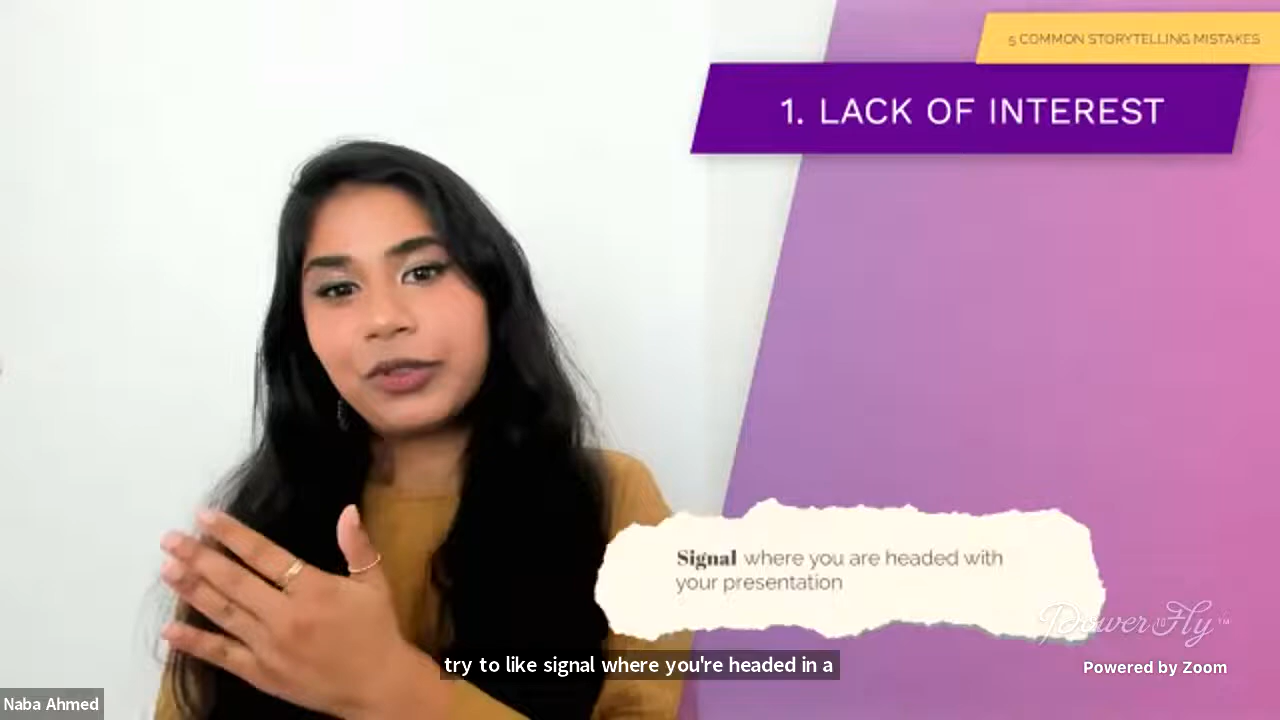 5 COMMON STORYTELLING MISTAKES
1. LACK OF INTEREST
Signal where you are headed with
your presentation
PowerToFly™
Powered by Zoom
try to like signal where you're headed in a
Naba Ahmed